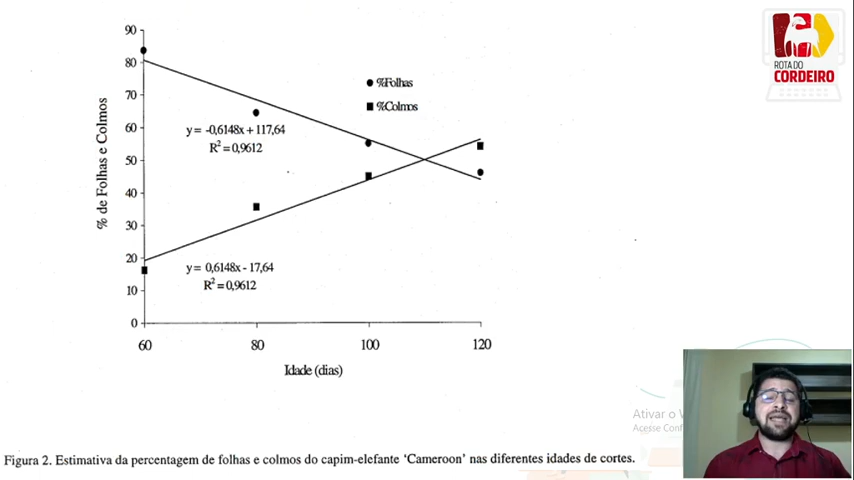 ROTA DO
CORDEIRO
90
80
70
60
50
40
30
20
10
0
% de Folhas e Colmos
%Folhas
%Colmos
y= -0,6148x + 117,64
R² = 0,9612
y= 0,6148x - 17,64
R² = 0,9612
60 80 100 120
Idade (dias)
Ativar o
Acesse
Figura 2. Estimativa da percentagem de folhas e colmos do capim-elefante ‘Cameroon’ nas diferentes idades de cortes.